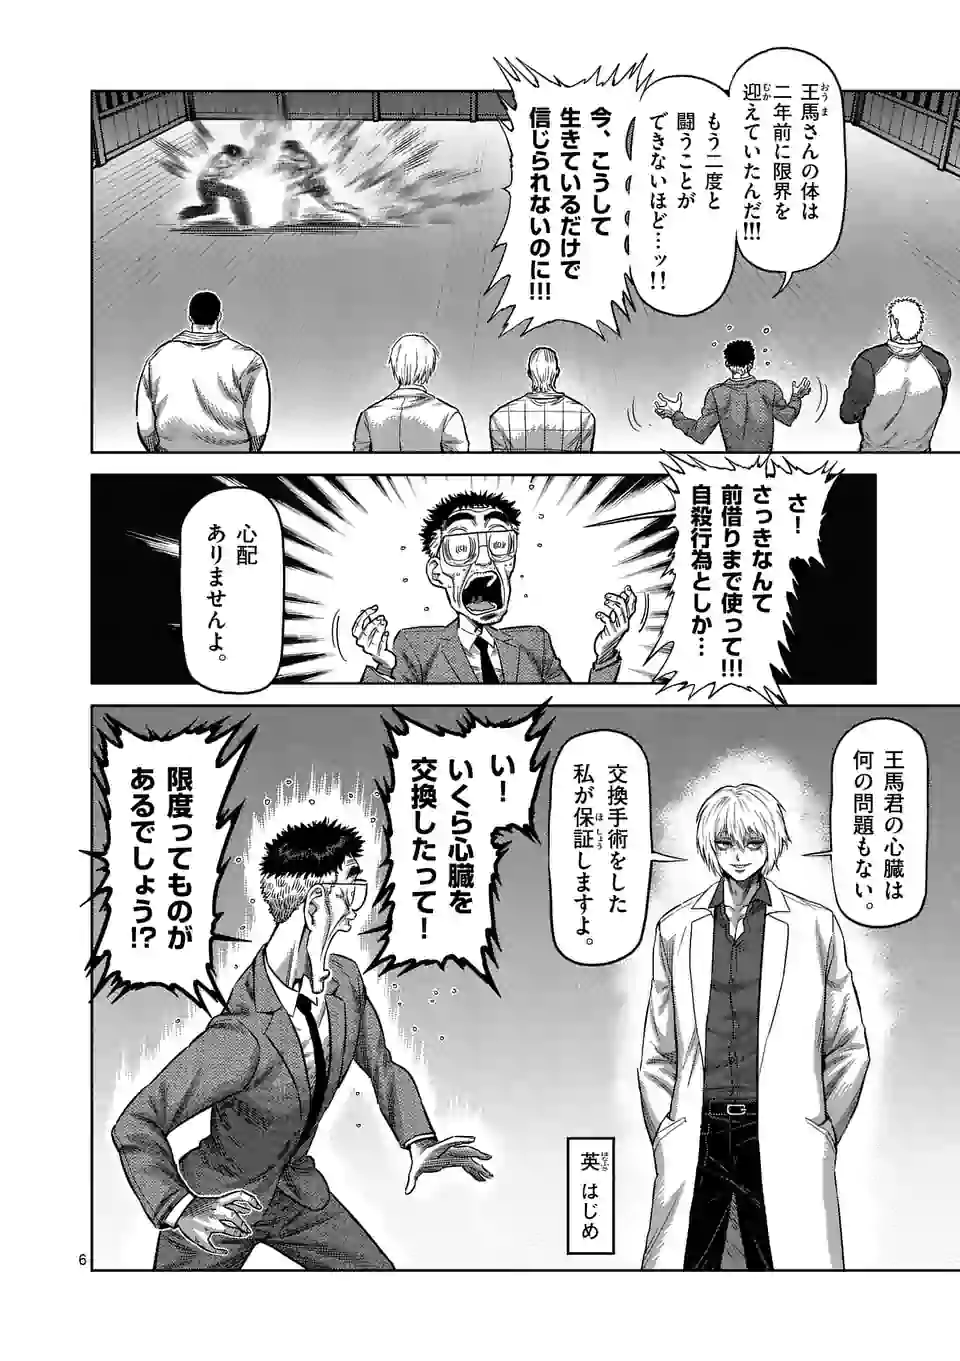 王馬さんの体は
二年前に限界を
迎えていたんだ!!!
もう二度と
闘うことが
できないほど…ッ!!
今、こうして
生きているだけで
信じられないのに!!!
さ!
さっきなんて
前借りまで使って!!!
自殺行為としか…
心配
ありませんよ。
王馬君の心臓は
何の問題もない。
交換手術をした
私が保証しますよ。
い!
いくら心臓を
交換したって!
限度ってものが
あるでしょう!?
英 はじめ
6